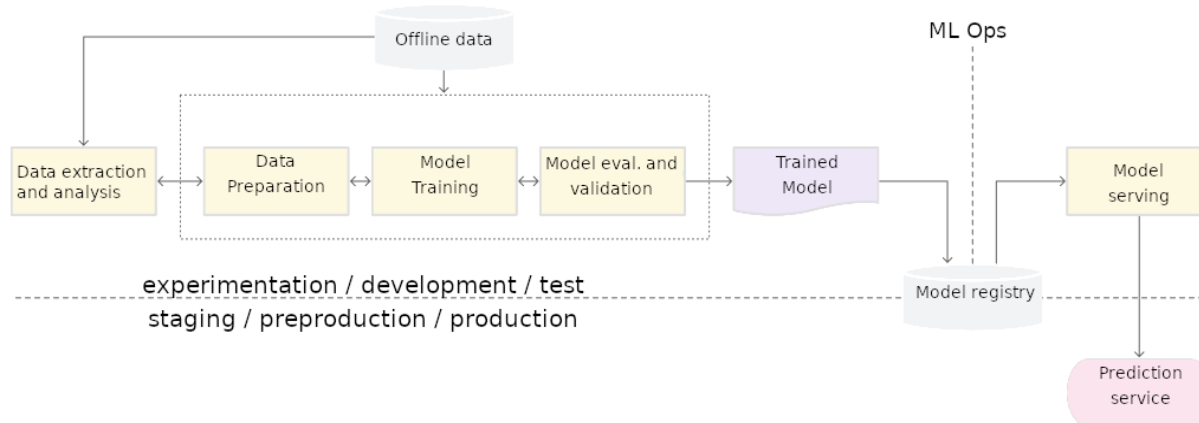 Offline data
ML Ops
Data extraction
and analysis
Data
Preparation
Model
Training
Model eval. and
validation
Trained
Model
Model
serving
experimentation / development / test
staging / preproduction / production
Model registry
Prediction
service